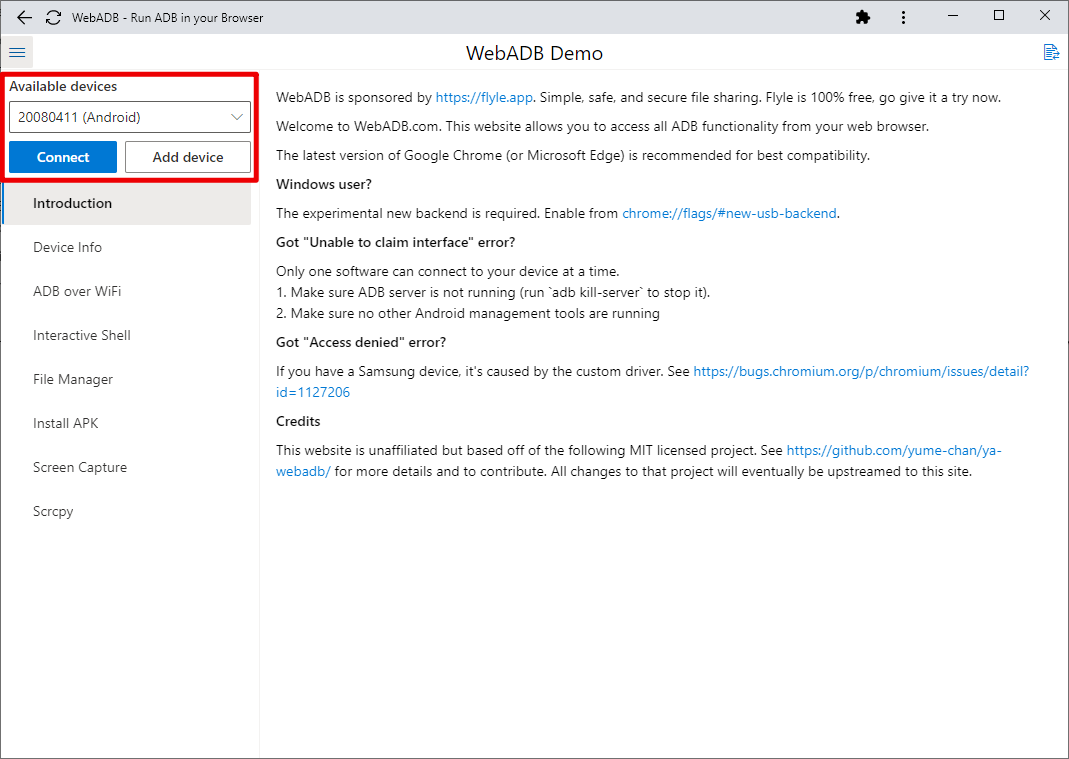 WebADB - Run ADB in your Browser
WebADB Demo
Available devices
20080411 (Android)
Connect
Add device
Introduction
Device Info
ADB over WiFi
Interactive Shell
File Manager
Install APK
Screen Capture
Scrcpy
WebADB is sponsored by https://flyle.app. Simple, safe, and secure file sharing. Flyle is 100% free, go give it a try now.
Welcome to WebADB.com. This website allows you to access all ADB functionality from your web browser.
The latest version of Google Chrome (or Microsoft Edge) is recommended for best compatibility.
Windows user?
The experimental new backend is required. Enable from chrome://flags/#new-usb-backend.
Got "Unable to claim interface" error?
Only one software can connect to your device at a time.
1. Make sure ADB server is not running (run `adb kill-server` to stop it).
2. Make sure no other Android management tools are running
Got "Access denied" error?
If you have a Samsung device, it's caused by the custom driver. See https://bugs.chromium.org/p/chromium/issues/detail?
id=1127206
Credits
This website is unaffiliated but based off of the following MIT licensed project. See https://github.com/yume-chan/ya-
webadb/ for more details and to contribute. All changes to that project will eventually be upstreamed to this site.